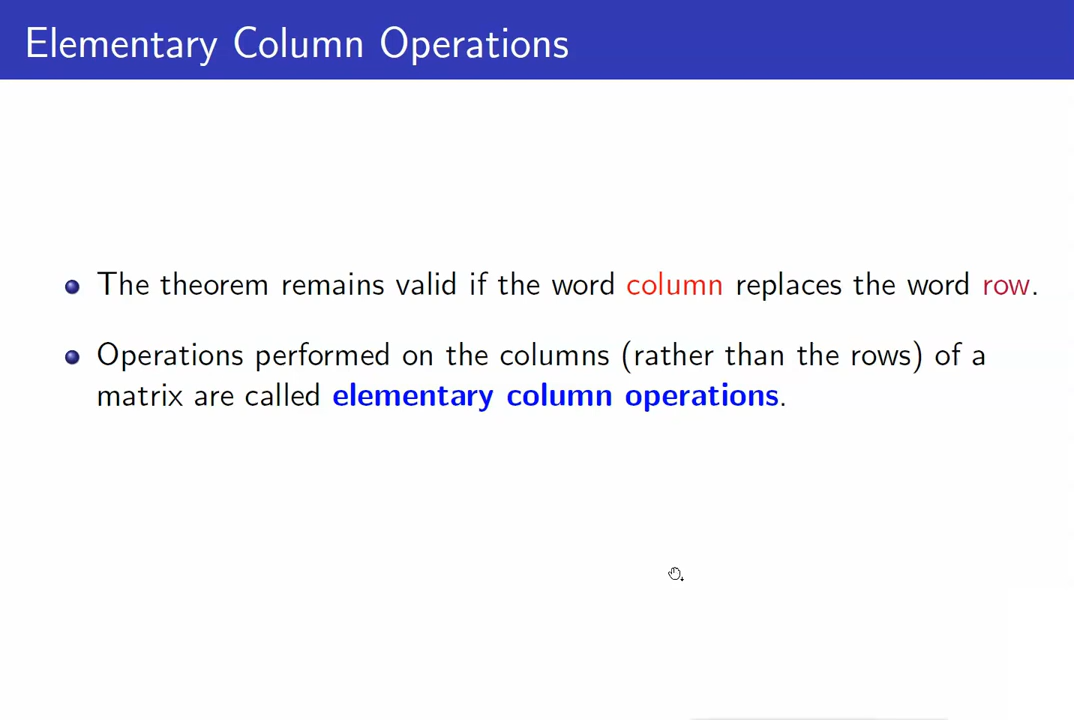 Elementary Column Operations
The theorem remains valid if the word column replaces the word row.
Operations performed on the columns (rather than the rows) of a
matrix are called elementary column operations.